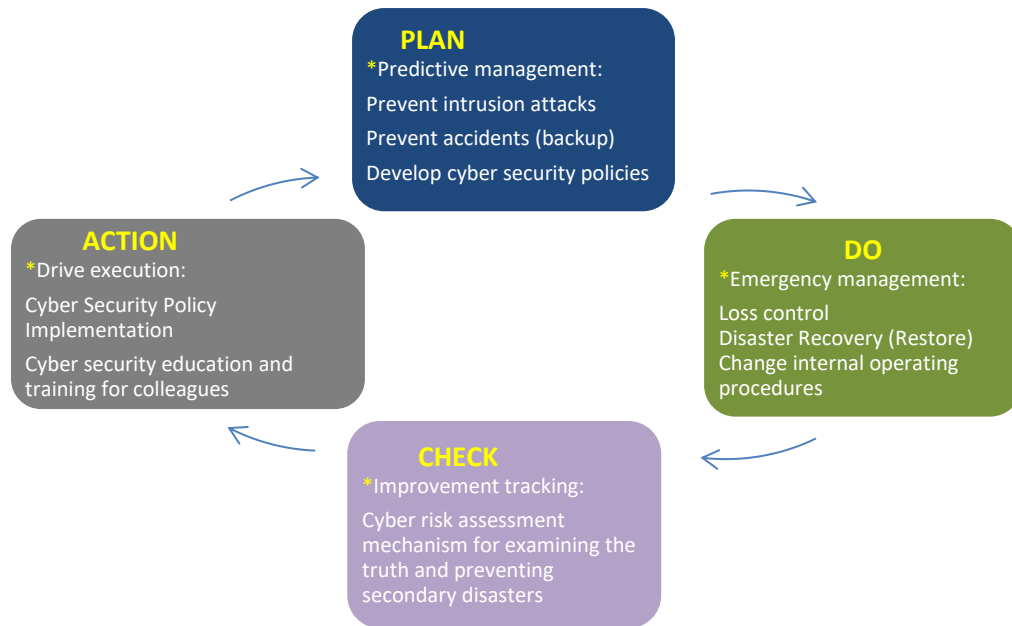 PLAN
*Predictive management:
Prevent intrusion attacks
Prevent accidents (backup)
Develop cyber security policies
DO
*Emergency management:
Loss control
Disaster Recovery (Restore)
Change internal operating
procedures
CHECK
*Improvement tracking:
Cyber risk assessment
mechanism for examining the
truth and preventing
secondary disasters
ACTION
*Drive execution:
Cyber Security Policy
Implementation
Cyber security education and
training for colleagues